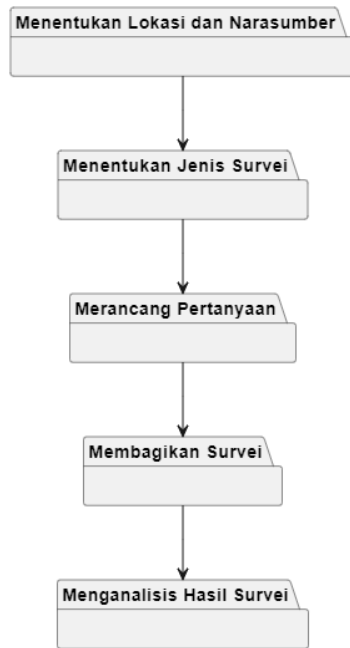 Menentukan Lokasi dan Narasumber
Menentukan Jenis Survei
Merancang Pertanyaan
Membagikan Survei
Menganalisis Hasil Survei